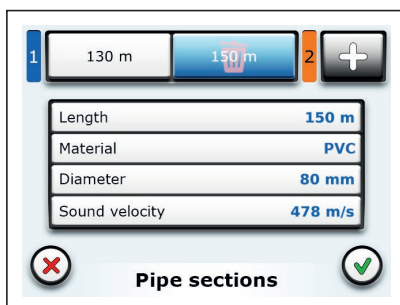 1 130 m 150 m 2
Length 150 m
Material PVC
Diameter 80 mm
Sound velocity 478 m/s
Pipe sections